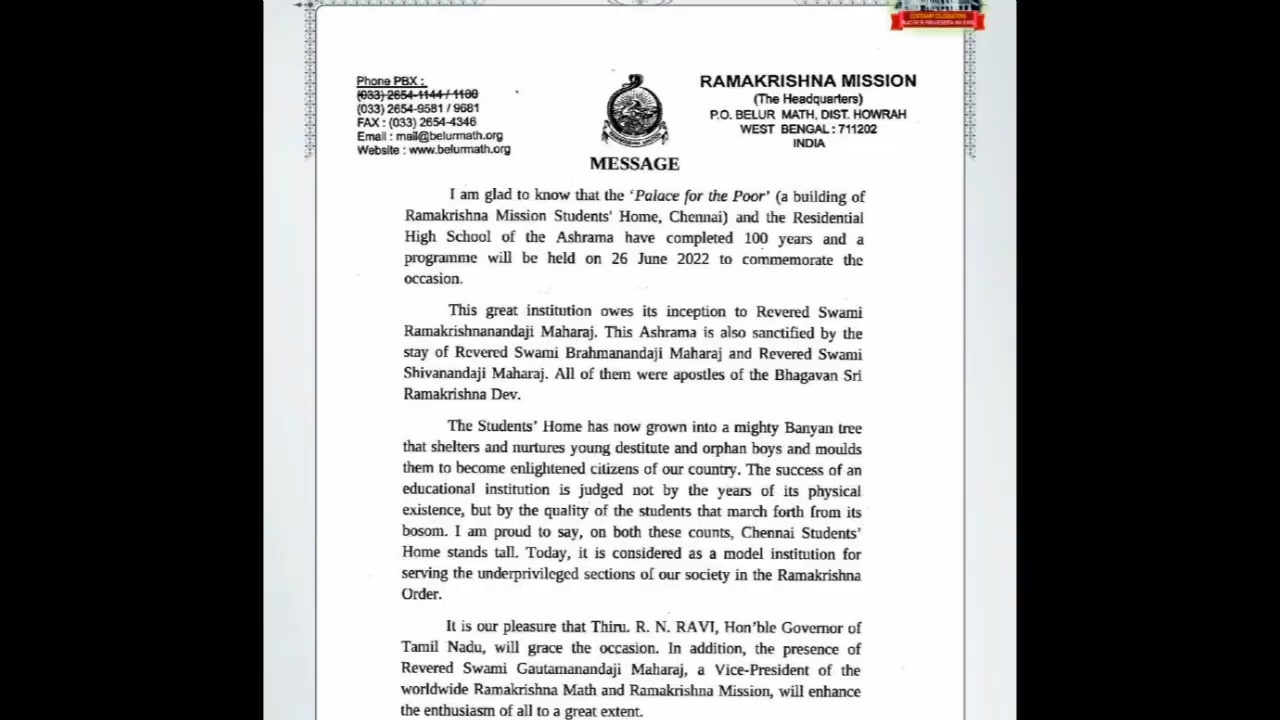 CENTENARY CELEBRATIONS
Phone PBX :
(033) 2654-1144 / 1180
(033) 2654-9581 / 9681
FAX : (033) 2654-4346
Email : mail@belurmath.org
Website : www.belurmath.org
RAMAKRISHNA MISSION
(The Headquarters)
P.O. BELUR MATH, DIST. HOWRAH
WEST BENGAL : 711202
INDIA
MESSAGE
I am glad to know that the ‘Palace for the Poor’ (a building of
Ramakrishna Mission Students’ Home, Chennai) and the Residential
High School of the Ashrama have completed 100 years and a
programme will be held on 26 June 2022 to commemorate the
occasion.
This great institution owes its inception to Revered Swami
Ramakrishnanandaji Maharaj. This Ashrama is also sanctified by the
stay of Revered Swami Brahmanandaji Maharaj and Revered Swami
Shivanandaji Maharaj. All of them were apostles of the Bhagavan Sri
Ramakrishna Dev.
The Students’ Home has now grown into a mighty Banyan tree
that shelters and nurtures young destitute and orphan boys and moulds
them to become enlightened citizens of our country. The success of an
educational institution is judged not by the years of its physical
existence, but by the quality of the students that march forth from its
bosom. I am proud to say, on both these counts, Chennai Students’
Home stands tall. Today, it is considered as a model institution for
serving the underprivileged sections of our society in the Ramakrishna
Order.
It is our pleasure that Thiru. R. N. RAVI, Hon’ble Governor of
Tamil Nadu, will grace the occasion. In addition, the presence of
Revered Swami Gautamanandaji Maharaj, a Vice-President of the
worldwide Ramakrishna Math and Ramakrishna Mission, will enhance
the enthusiasm of all to a great extent.